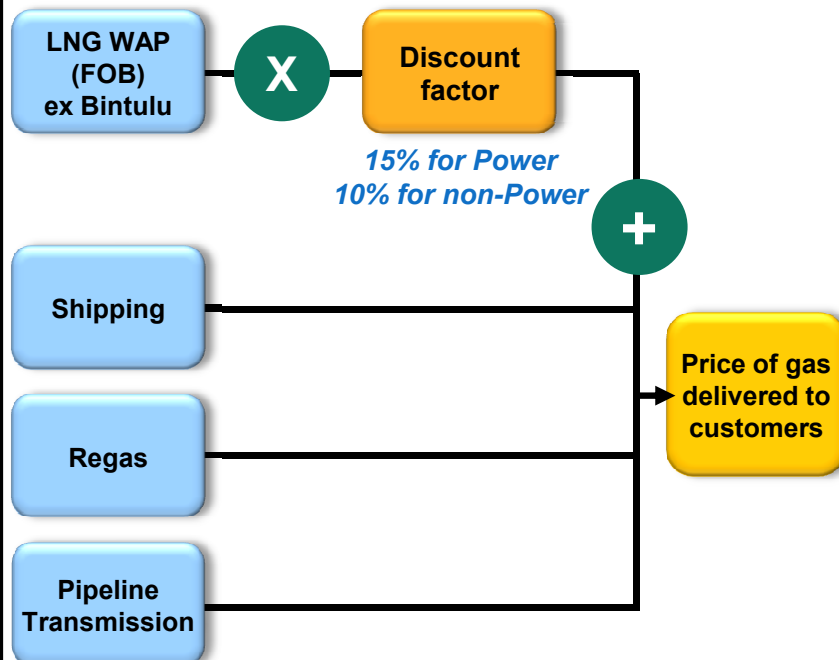 LNG WAP
(FOB)
ex Bintulu
X
Discount
factor
15% for Power
10% for non-Power
+
Shipping
Price of gas
delivered to
customers
Regas
Pipeline
Transmission